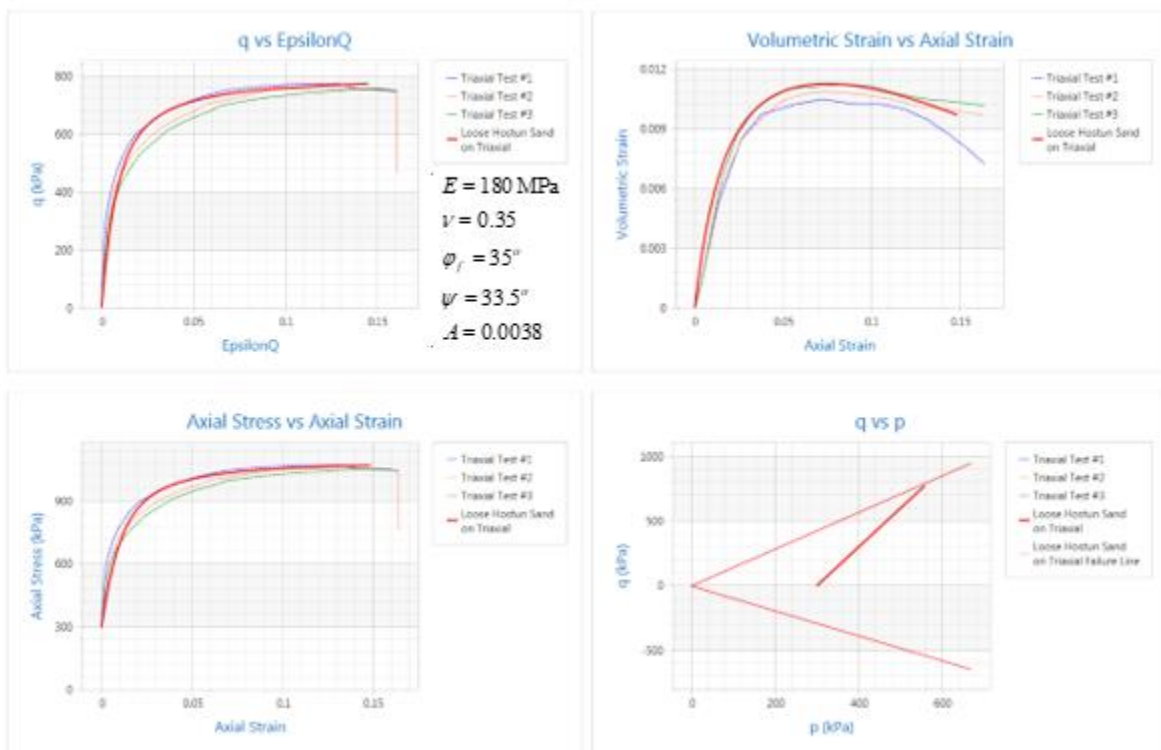 q vs EpsilonQ
q (kPa)
800
600
400
200
0
0
0.05
0.1
0.15
EpsilonQ
Triaxial Test #1
Triaxial Test #2
Triaxial Test #3
Loose Hostun Sand
on Triaxial
E = 180 MPa
ν = 0.35
φf = 35°
ψ = 33.5°
A = 0.0038
Volumetric Strain vs Axial Strain
Volumetric Strain
0.012
0.009
0.006
0.003
0
0
0.05
0.1
0.15
Axial Strain
Triaxial Test #1
Triaxial Test #2
Triaxial Test #3
Loose Hostun Sand
on Triaxial
Axial Stress vs Axial Strain
Axial Stress (kPa)
900
600
300
0
0
0.05
0.1
0.15
Axial Strain
Triaxial Test #1
Triaxial Test #2
Triaxial Test #3
Loose Hostun Sand
on Triaxial
q vs p
q (kPa)
0
-500
0
200
400
600
p (kPa)
Triaxial Test #1
Triaxial Test #2
Triaxial Test #3
Loose Hostun Sand
on Triaxial
Loose Hostun Sand
on Triaxial Failure Line